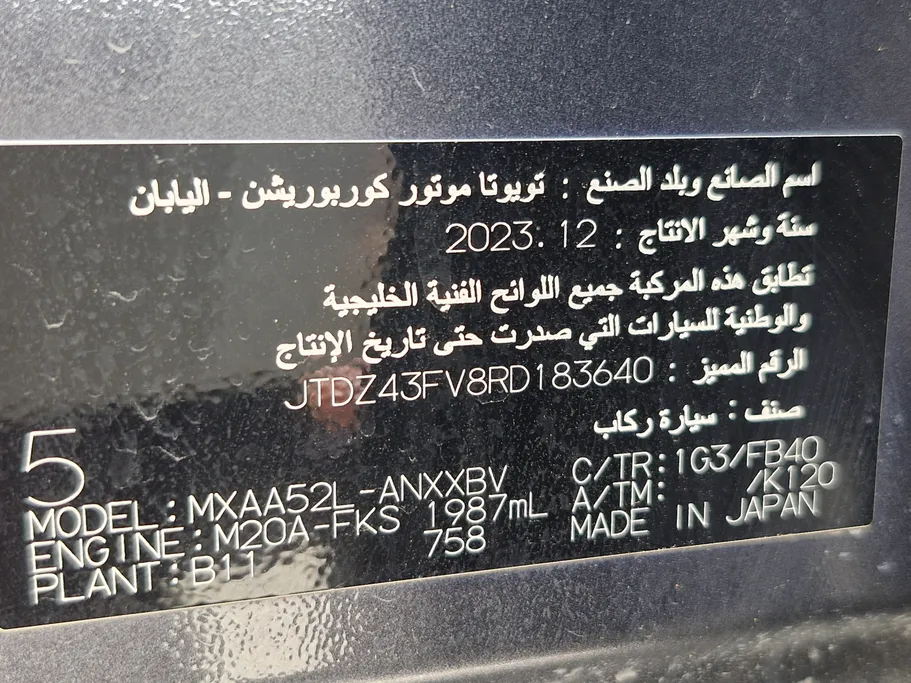 اسم الصانع وبلد الصنع : تويوتا موتور كوربوريشن - اليابان
سنة وشهر الانتاج : 2023.12
تطابق هذه المركبة جميع اللوائح الفنية الخليجية
والوطنية للسيارات التي صدرت حتى تاريخ الإنتاج
الرقم المميز : JTDZ43FV8RD183640
صنف : سيارة ركاب
5
MODEL:MXAA52L-ANXXBV C/TR:1G3/FB40
ENGINE:M20A-FKS 1987mL A/TM: /K120
PLANT:B11 758 MADE IN JAPAN